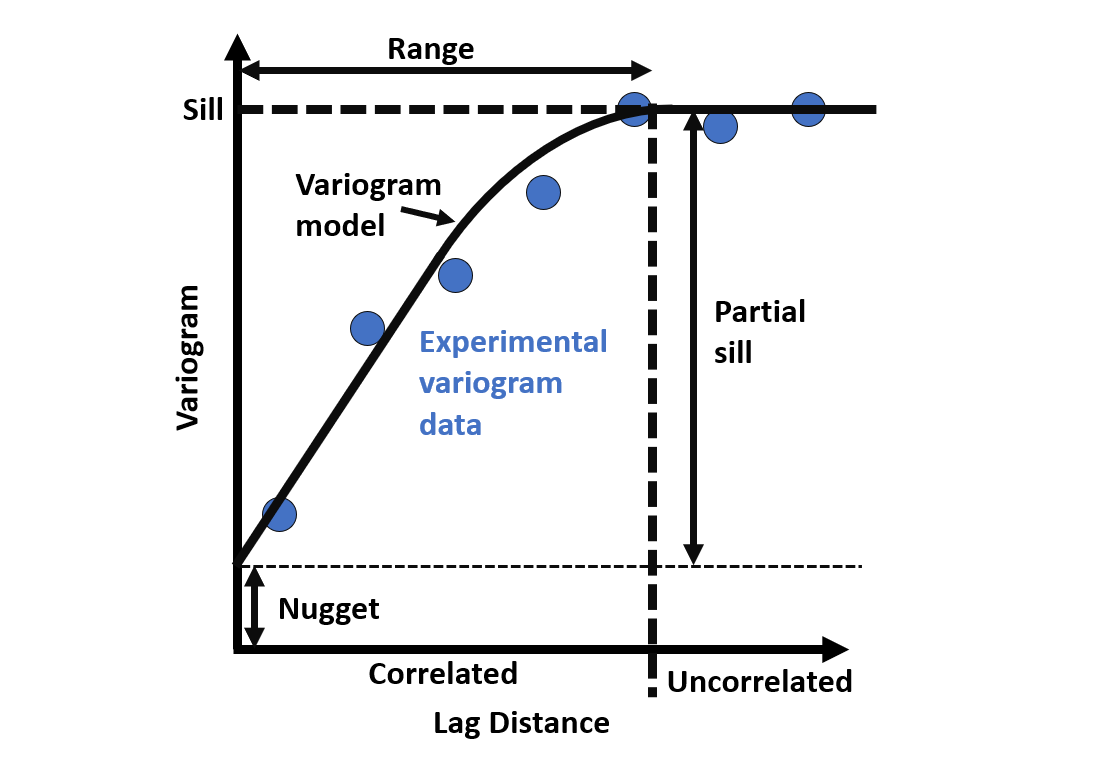 Range
Sill
Variogram
model
Variogram
Experimental
variogram
data
Partial
sill
Nugget
Correlated
Uncorrelated
Lag Distance